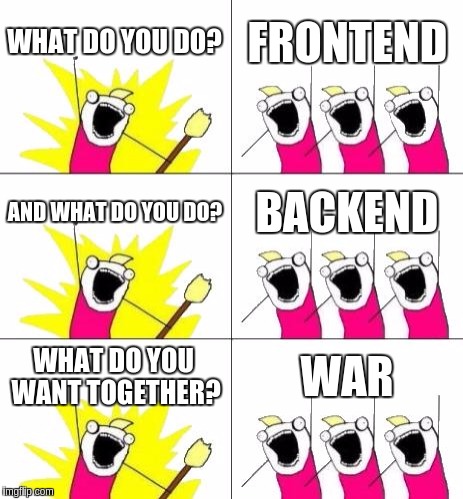 WHAT DO YOU DO?
FRONTEND
AND WHAT DO YOU DO?
BACKEND
WHAT DO YOU
WANT TOGETHER?
WAR
imgflip.com